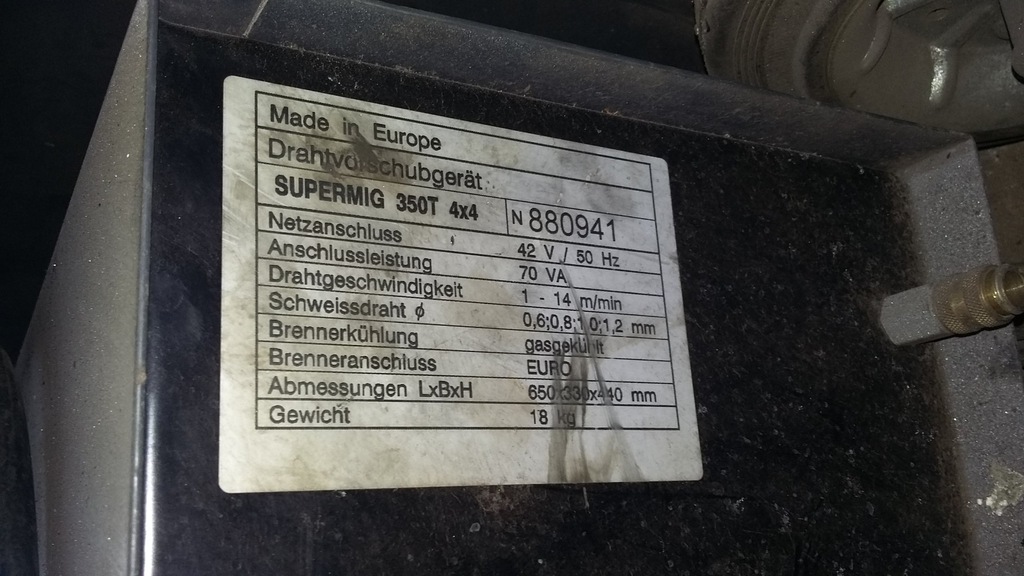 Made in Europe
Drahtvorschubgerät
SUPERMIG 350T 4x4 N 880941
Netzanschluss 42 V / 50 Hz
Anschlussleistung 70 VA
Drahtgeschwindigkeit 1 - 14 m/min
Schweissdraht ϕ 0,6;0,8;1,0;1,2 mm
Brennerkühlung gasgekühlt
Brenneranschluss EURO
Abmessungen LxBxH 650x330x440 mm
Gewicht 18 kg